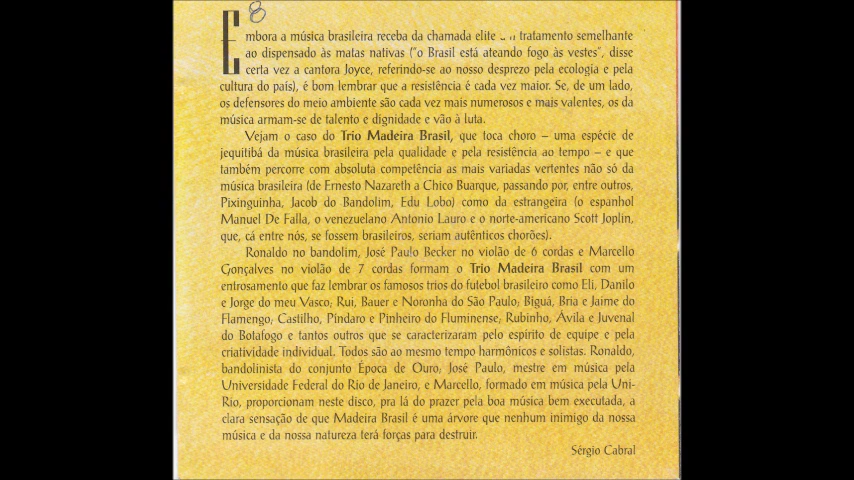 8
Embora a música brasileira receba da chamada elite tratamento semelhante
ao dispensado às matas nativas ("o Brasil está ateando fogo às vestes", disse
certa vez a cantora Joyce, referindo-se ao nosso desprezo pela ecologia e pela
cultura do país), é bom lembrar que a resistência é cada vez maior. Se, de um lado,
os defensores do meio ambiente são cada vez mais numerosos e mais valentes, os da
música armam-se de talento e dignidade e vão à luta.
Vejam o caso do Trio Madeira Brasil, que toca choro – uma espécie de
jequitibá da música brasileira pela qualidade e pela resistência ao tempo – e que
também percorre com absoluta competência as mais variadas vertentes não só da
música brasileira (de Ernesto Nazareth a Chico Buarque, passando por, entre outros,
Pixinguinha, Jacob do Bandolim, Edu Lobo) como da estrangeira (o espanhol
Manuel De Falla, o venezuelano Antonio Lauro e o norte-americano Scott Joplin,
que, cá entre nós, se fossem brasileiros, seriam autênticos chorões).
Ronaldo no bandolim, José Paulo Becker no violão de 6 cordas e Marcello
Gonçalves no violão de 7 cordas formam o Trio Madeira Brasil com um
entrosamento que faz lembrar os famosos trios do futebol brasileiro como Eli, Danilo
e Jorge do meu Vasco; Rui, Bauer e Noronha do São Paulo; Biguá, Bria e Jaime do
Flamengo; Castilho, Píndaro e Pinheiro do Fluminense; Rubinho, Ávila e Juvenal
do Botafogo e tantos outros que se caracterizaram pelo espírito de equipe e pela
criatividade individual. Todos são ao mesmo tempo harmônicos e solistas. Ronaldo,
bandolinista do conjunto Época de Ouro, José Paulo, mestre em música pela
Universidade Federal do Rio de Janeiro, e Marcello, formado em música pela Uni-
Rio, proporcionam neste disco, pra lá do prazer pela boa música bem executada, a
clara sensação de que Madeira Brasil é uma árvore que nenhum inimigo da nossa
música e da nossa natureza terá forças para destruir.
Sérgio Cabral